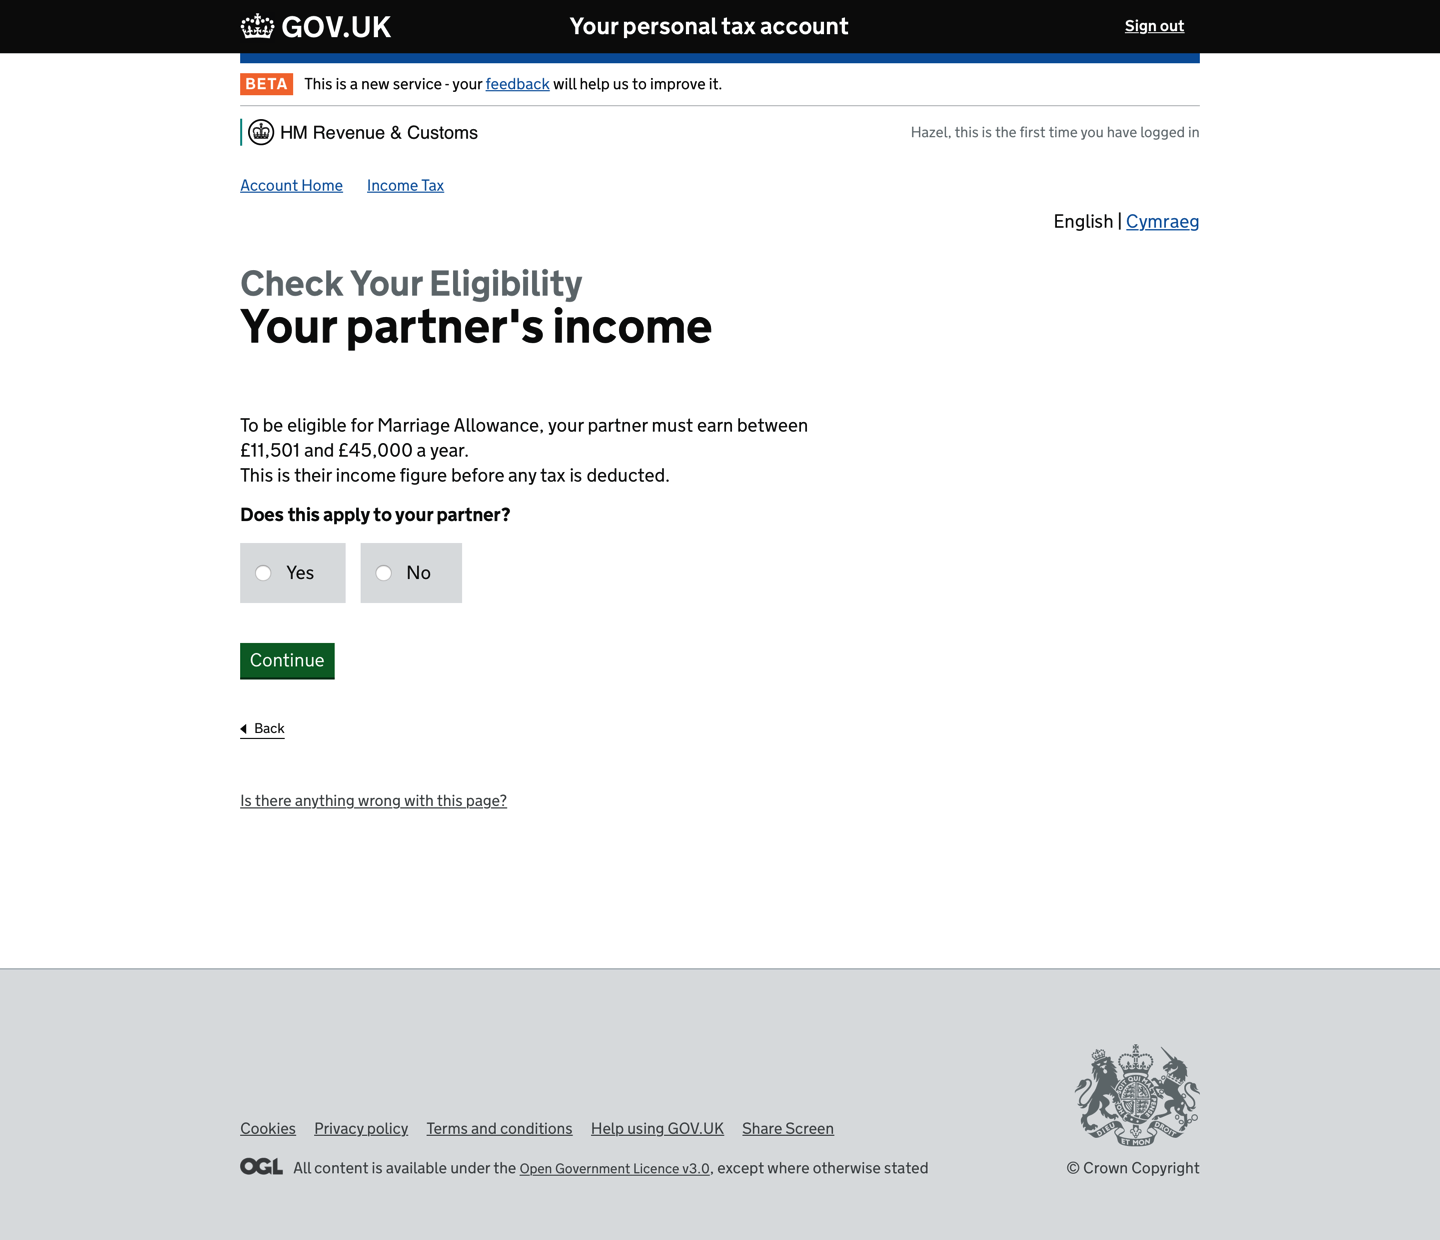 GOV.UK Your personal tax account Sign out
BETA This is a new service - your feedback will help us to improve it.
HM Revenue & Customs Hazel, this is the first time you have logged in
Account Home Income Tax
English | Cymraeg
Check Your Eligibility
Your partner's income
To be eligible for Marriage Allowance, your partner must earn between
£11,501 and £45,000 a year.
This is their income figure before any tax is deducted.
Does this apply to your partner?
Yes No
Continue
Back
Is there anything wrong with this page?
Cookies Privacy policy Terms and conditions Help using GOV.UK Share Screen
DIEU ET MON DROIT
OGL All content is available under the Open Government Licence v3.0, except where otherwise stated © Crown Copyright